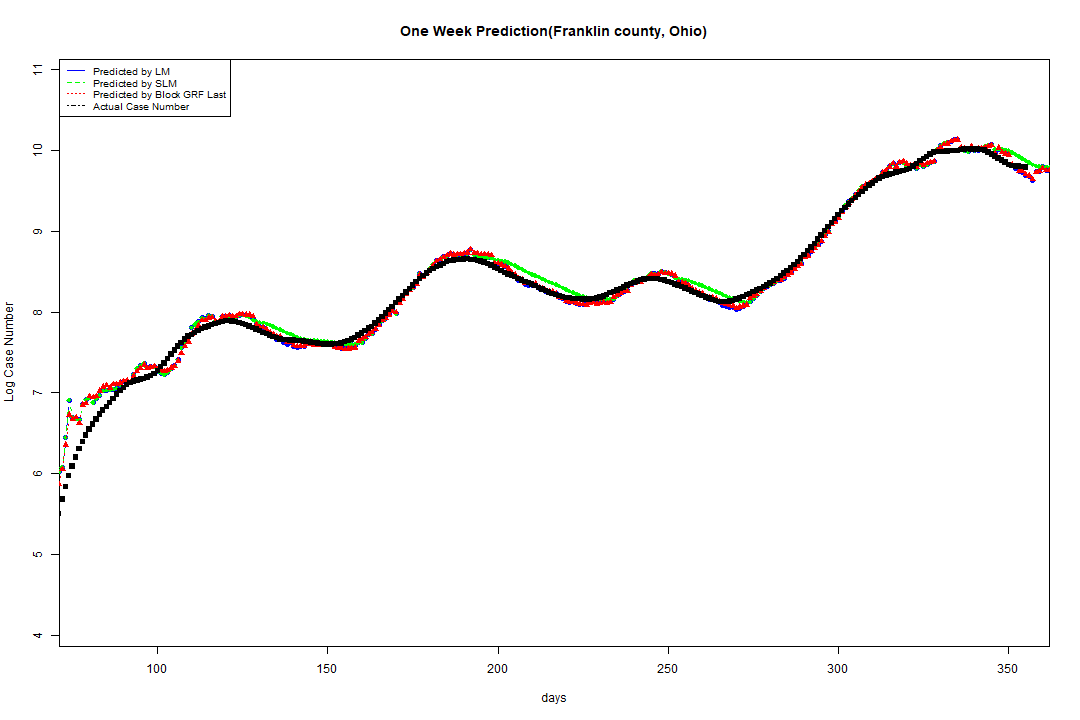 One Week Prediction(Franklin county, Ohio)
Predicted by LM
Predicted by SLM
Predicted by Block GRF Last
Actual Case Number
Log Case Number
11
10
9
8
7
6
5
4
100 150 200 250 300 350
days